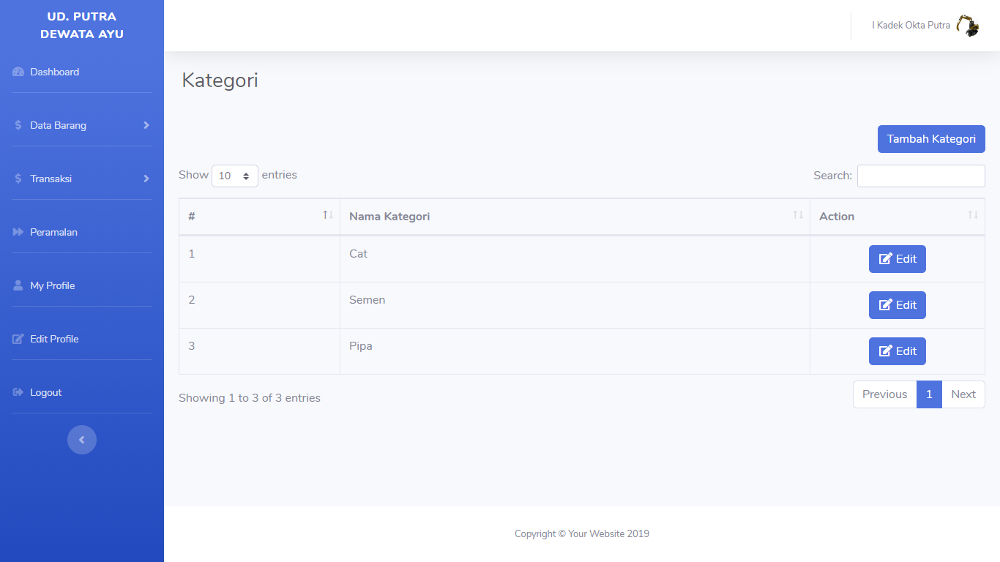 UD. PUTRA
DEWATA AYU
I Kadek Okta Putra
Dashboard
Data Barang
Transaksi
Peramalan
My Profile
Edit Profile
Logout
Kategori
Tambah Kategori
Show 10 entries
Search:
# Nama Kategori Action
1 Cat Edit
2 Semen Edit
3 Pipa Edit
Showing 1 to 3 of 3 entries
Previous 1 Next
Copyright © Your Website 2019